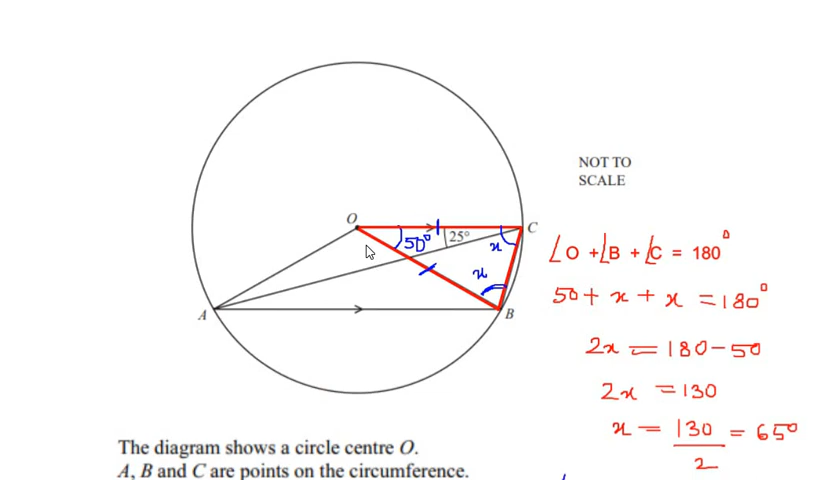 NOT TO
SCALE
O
50°
25°
C
x
x
A
B
∠O + ∠B + ∠C = 180°
50 + x + x = 180°
2x = 180 - 50
2x = 130
x = 130/2 = 65°
The diagram shows a circle centre O.
A, B and C are points on the circumference.